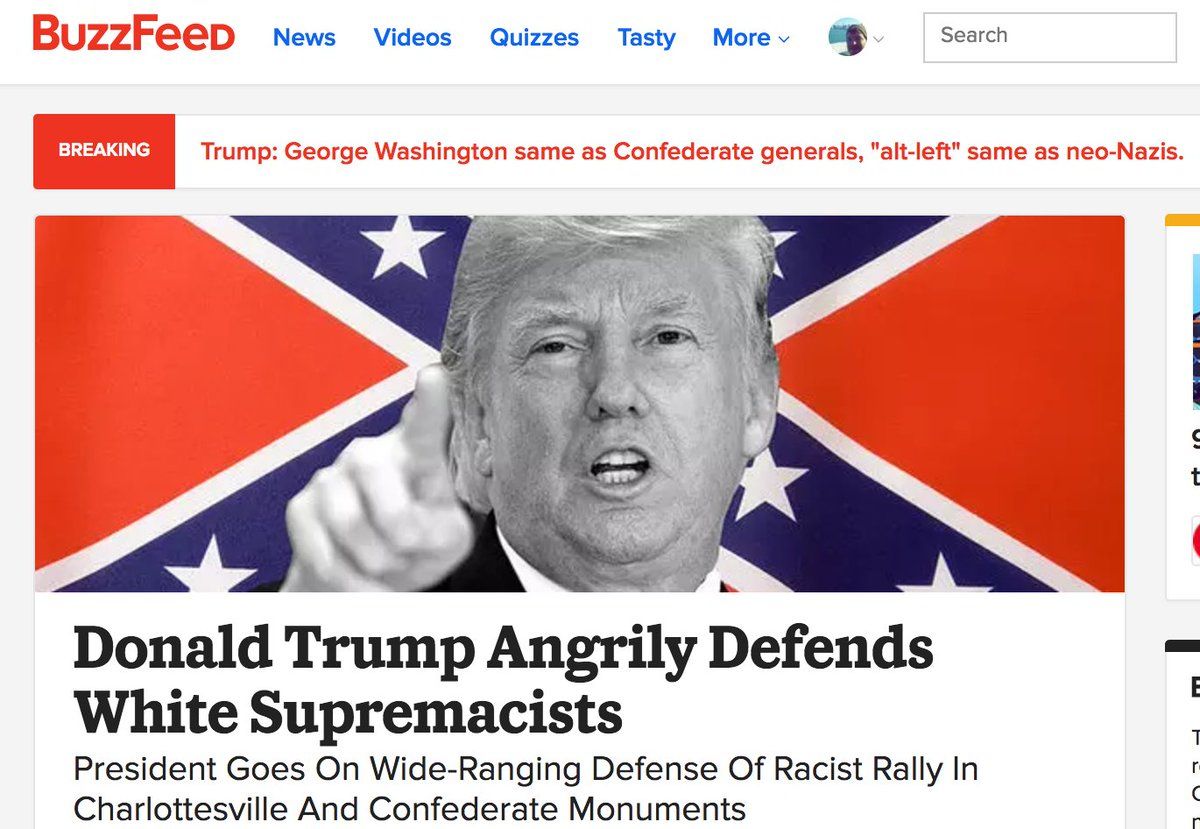 BuzzFeed News Videos Quizzes Tasty More Search
BREAKING Trump: George Washington same as Confederate generals, "alt-left" same as neo-Nazis.
Donald Trump Angrily Defends
White Supremacists
President Goes On Wide-Ranging Defense Of Racist Rally In
Charlottesville And Confederate Monuments